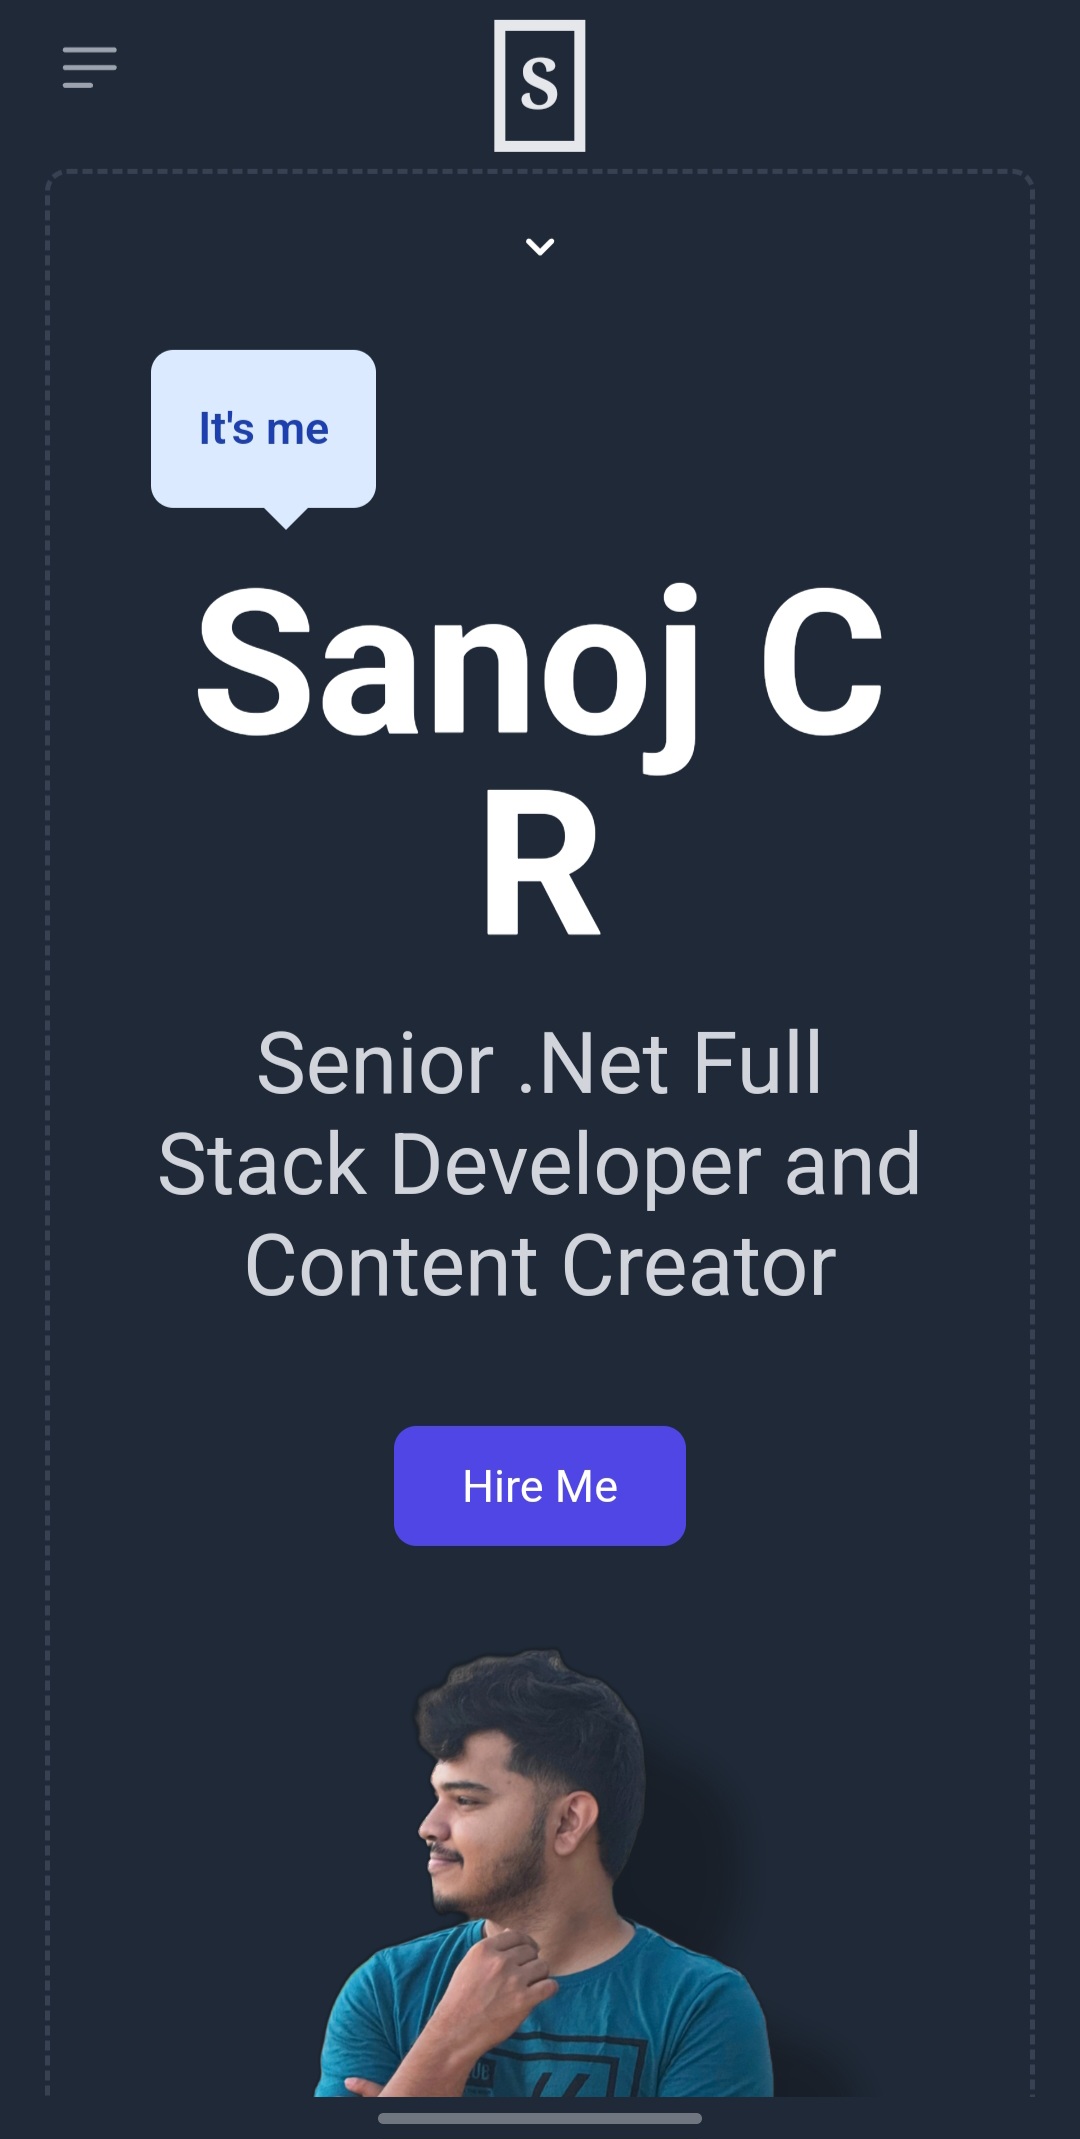 S
It's me
Sanoj C
R
Senior .Net Full
Stack Developer and
Content Creator
Hire Me